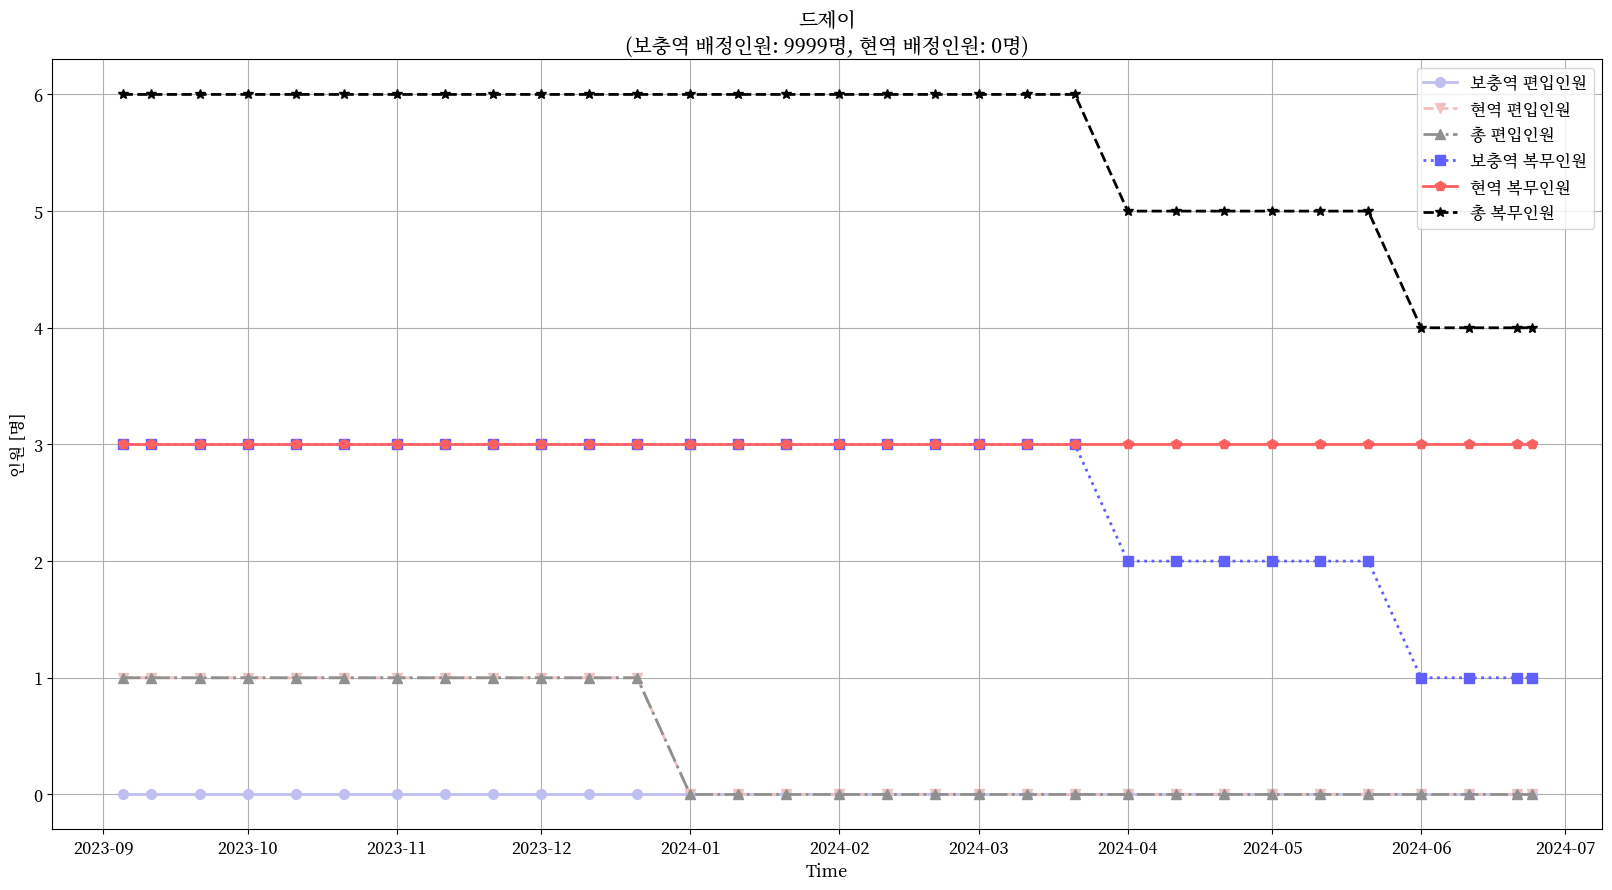 드제이
(보충역 배정인원: 9999명, 현역 배정인원: 0명)
보충역 편입인원
현역 편입인원
총 편입인원
보충역 복무인원
현역 복무인원
총 복무인원
인원 [명]
6
5
4
3
2
1
0
2023-09
2023-10
2023-11
2023-12
2024-01
2024-02
2024-03
2024-04
2024-05
2024-06
2024-07
Time